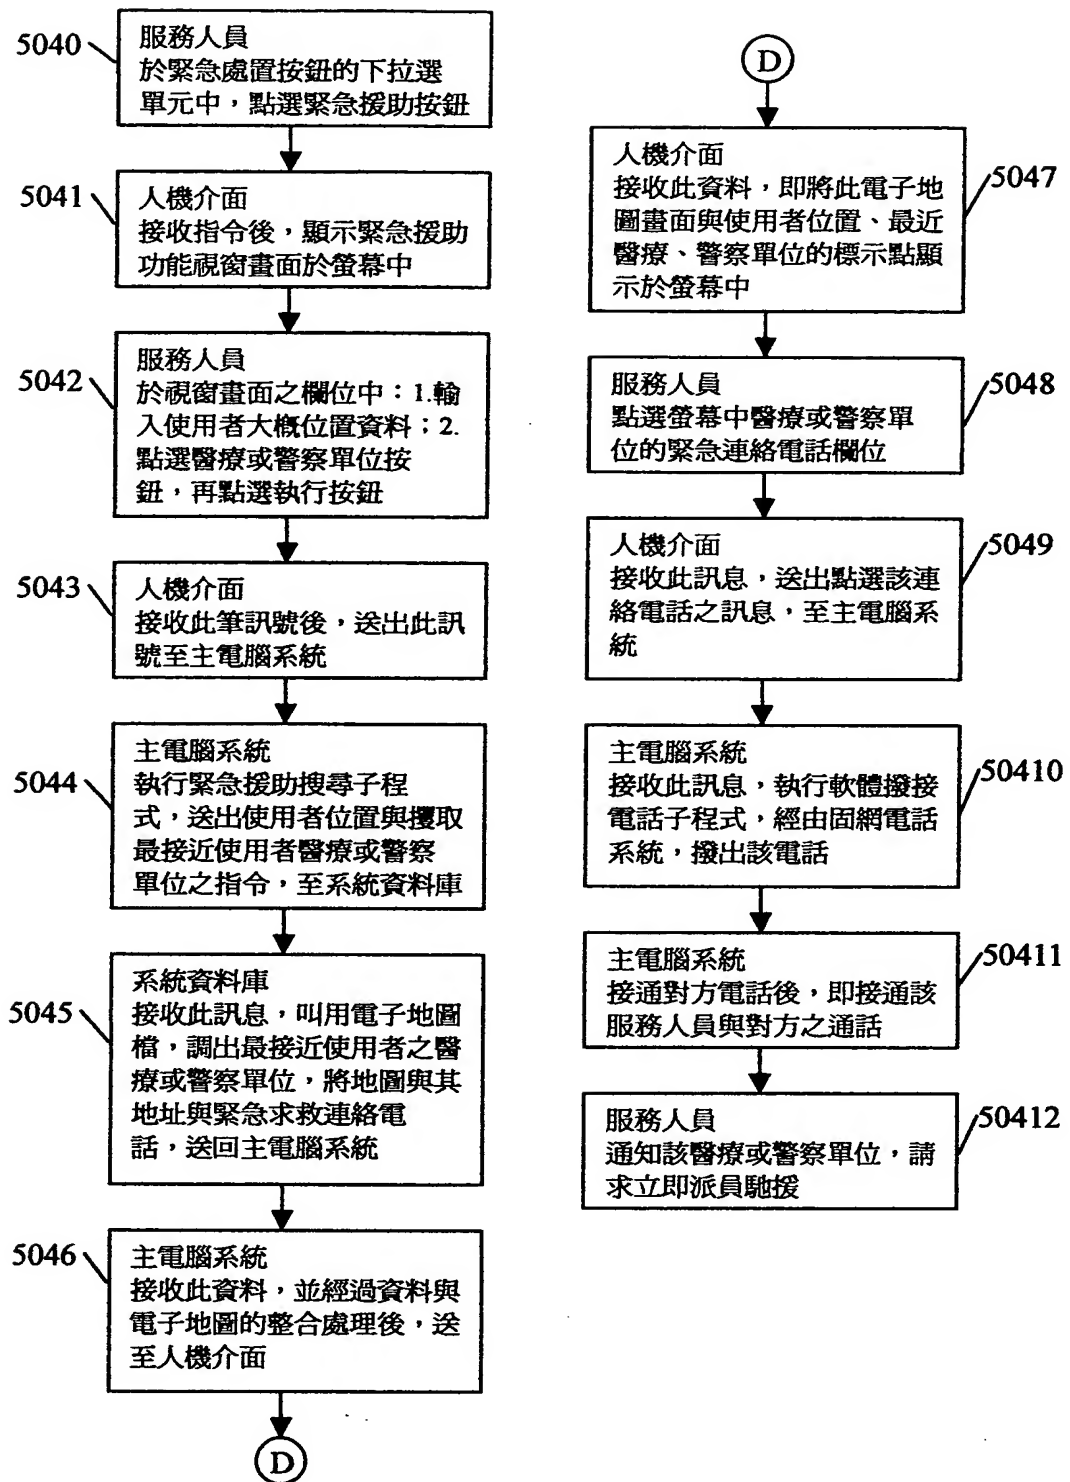 5040
服務人員
於緊急處置按鈕的下拉選
單元中，點選緊急援助按鈕
5041
人機介面
接收指令後，顯示緊急援助
功能視窗畫面於螢幕中
5042
服務人員
於視窗畫面之欄位中：1.輸
入使用者大概位置資料；2.
點選醫療或警察單位按
鈕，再點選執行按鈕
5043
人機介面
接收此筆訊號後，送出此訊
號至主電腦系統
5044
主電腦系統
執行緊急援助搜尋子程
式，送出使用者位置與攫取
最接近使用者醫療或警察
單位之指令，至系統資料庫
5045
系統資料庫
接收此訊息，叫用電子地圖
檔，調出最接近使用者之醫
療或警察單位，將地圖與其
地址與緊急求救連絡電
話，送回主電腦系統
5046
主電腦系統
接收此資料，並經過資料與
電子地圖的整合處理後，送
至人機介面
D
D
5047
人機介面
接收此資料，即將此電子地
圖畫面與使用者位置、最近
醫療、警察單位的標示點顯
示於螢幕中
5048
服務人員
點選螢幕中醫療或警察單
位的緊急連絡電話欄位
5049
人機介面
接收此訊息，送出點選該連
絡電話之訊息，至主電腦系
統
50410
主電腦系統
接收此訊息，執行軟體撥接
電話子程式，經由固網電話
系統，撥出該電話
50411
主電腦系統
接通對方電話後，即接通該
服務人員與對方之通話
50412
服務人員
通知該醫療或警察單位，請
求立即派員馳援